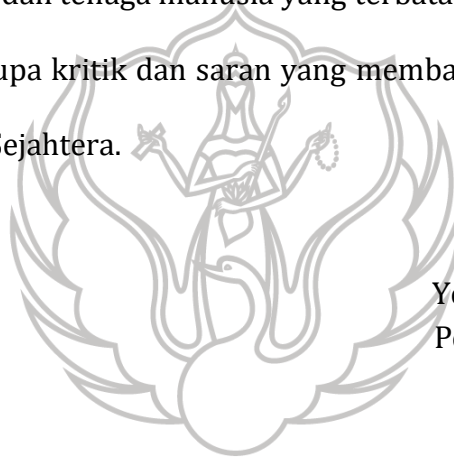 dan tenaga manusia yang terbata
upa kritik dan saran yang memba
Sejahtera.
Y
P